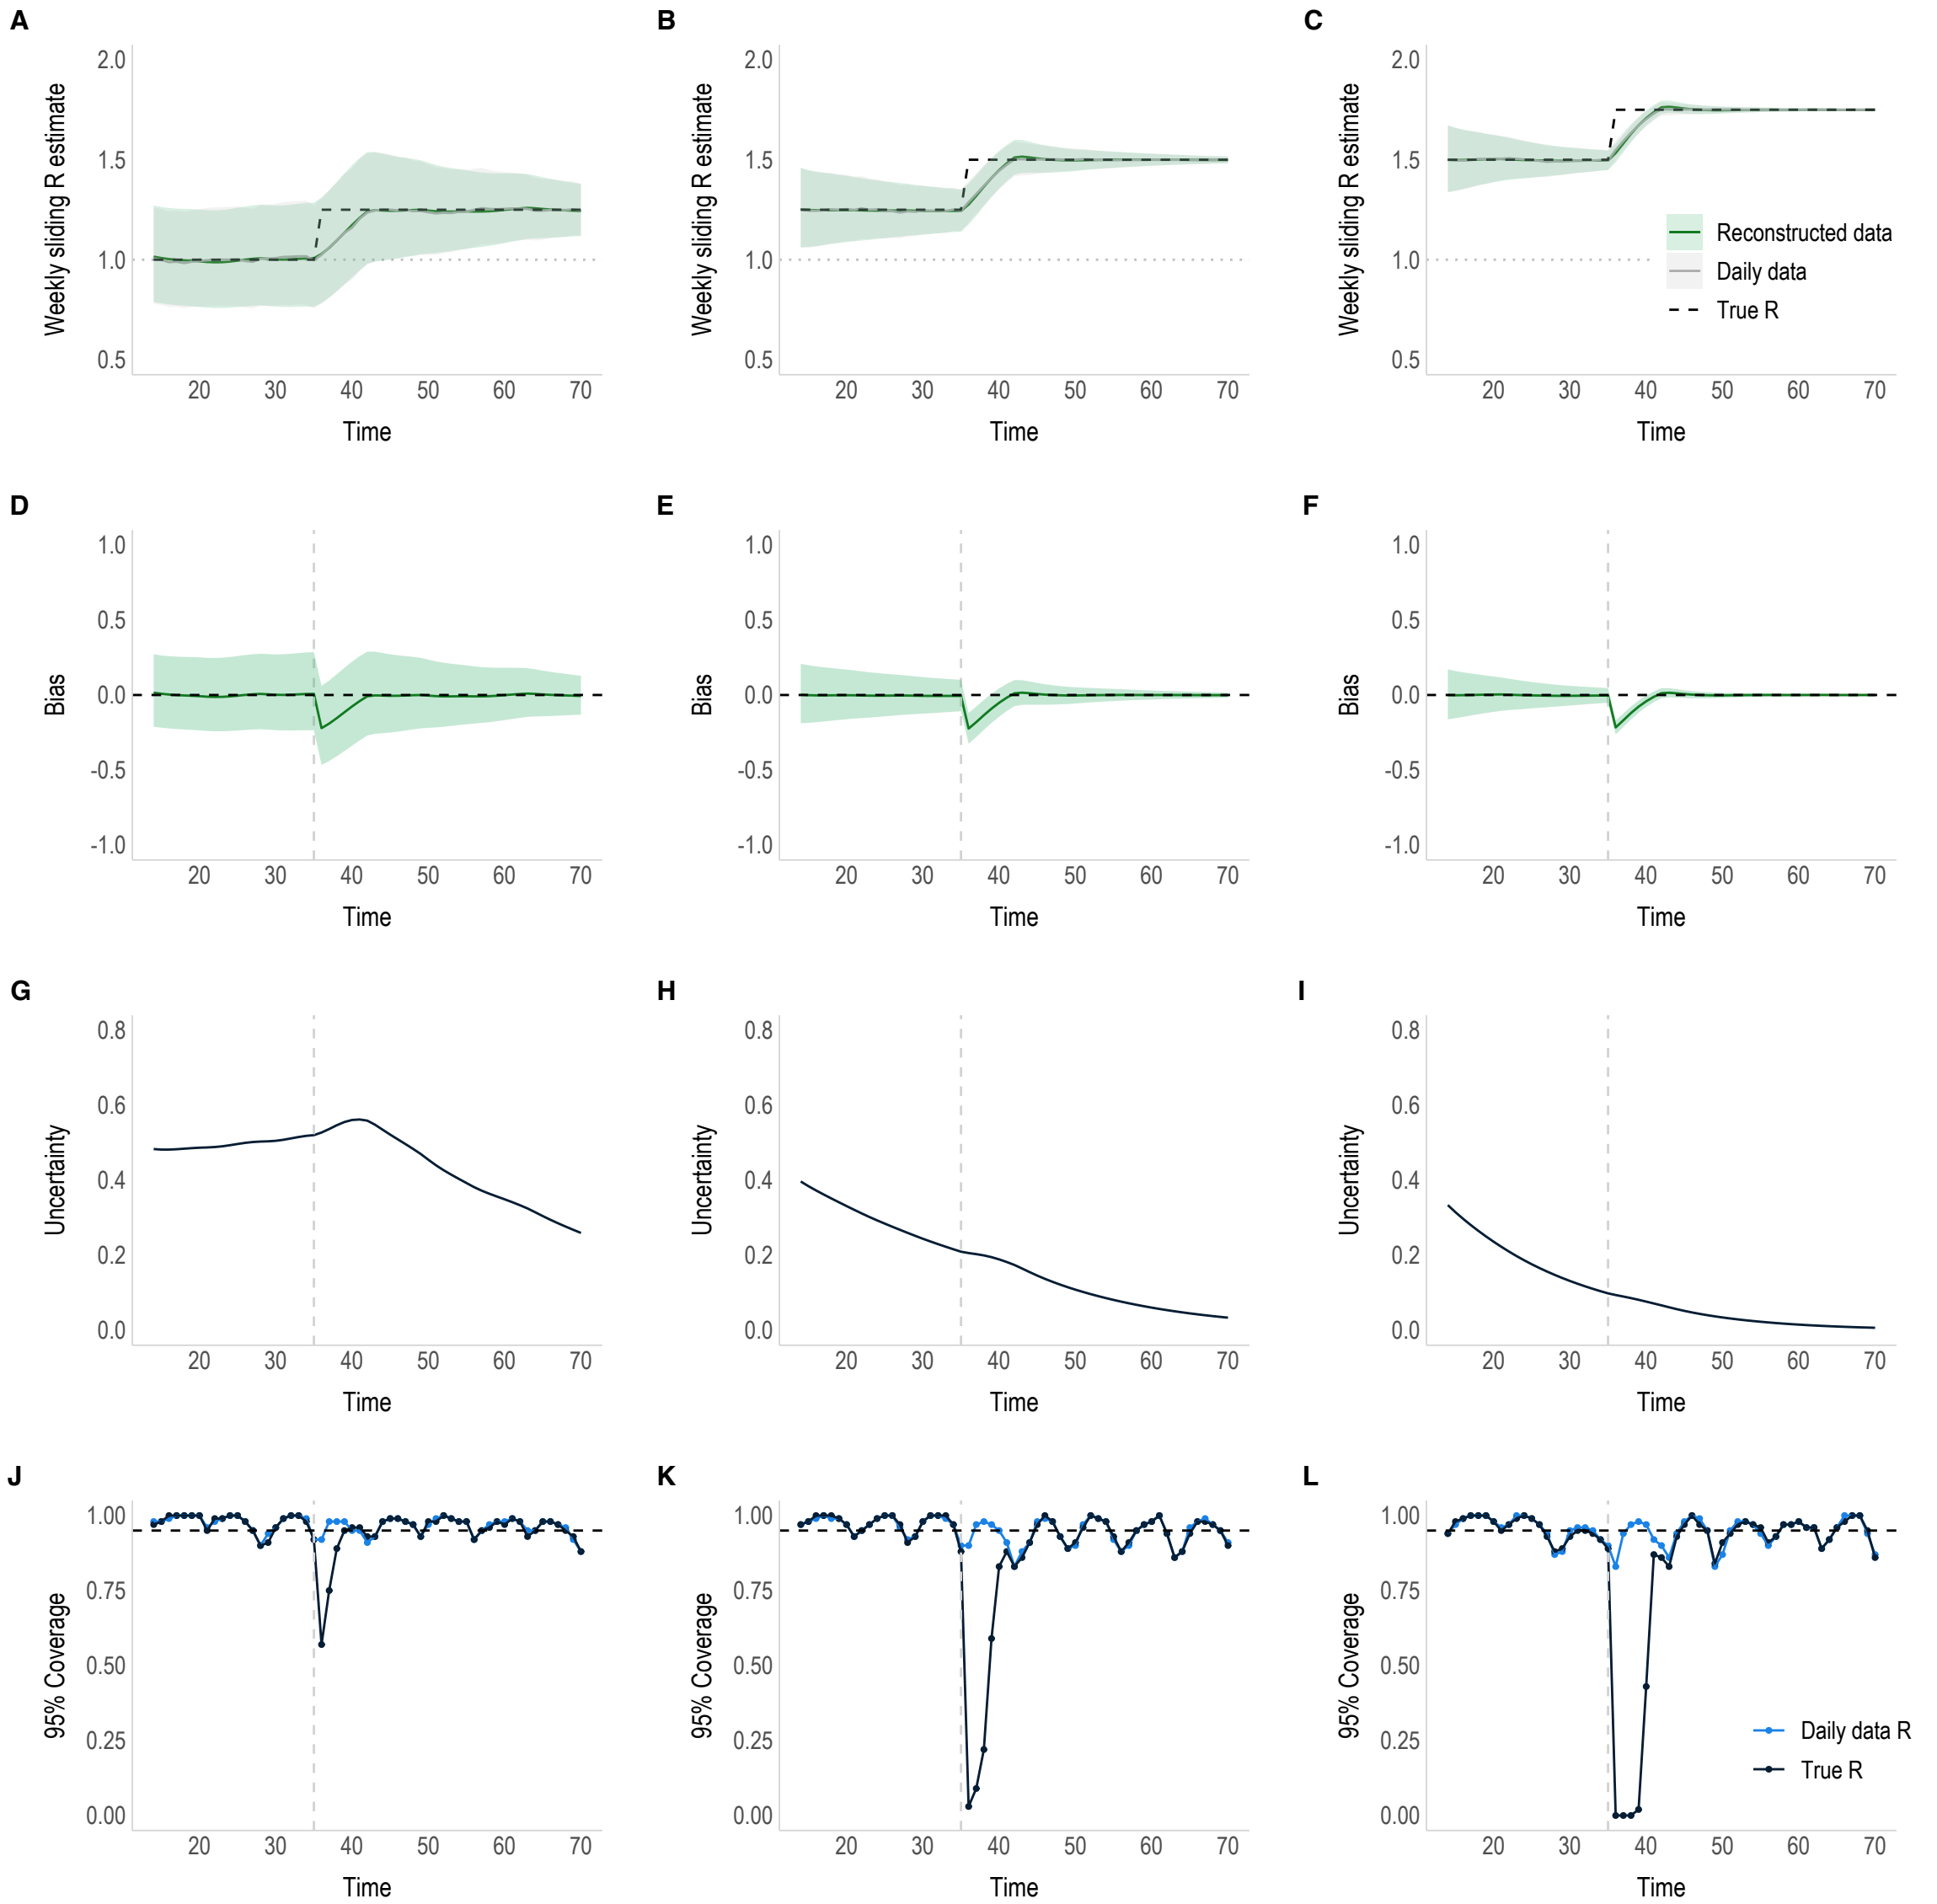 A
B
C
Weekly sliding R estimate
2.0
1.5
1.0
0.5
20 30 40 50 60 70
Time
Weekly sliding R estimate
2.0
1.5
1.0
0.5
20 30 40 50 60 70
Time
Weekly sliding R estimate
2.0
1.5
1.0
0.5
20 30 40 50 60 70
Time
Reconstructed data
Daily data
True R
D
E
F
Bias
1.0
0.5
0.0
-0.5
-1.0
20 30 40 50 60 70
Time
Bias
1.0
0.5
0.0
-0.5
-1.0
20 30 40 50 60 70
Time
Bias
1.0
0.5
0.0
-0.5
-1.0
20 30 40 50 60 70
Time
G
H
I
Uncertainty
0.8
0.6
0.4
0.2
0.0
20 30 40 50 60 70
Time
Uncertainty
0.8
0.6
0.4
0.2
0.0
20 30 40 50 60 70
Time
Uncertainty
0.8
0.6
0.4
0.2
0.0
20 30 40 50 60 70
Time
J
K
L
95% Coverage
1.00
0.75
0.50
0.25
0.00
20 30 40 50 60 70
Time
95% Coverage
1.00
0.75
0.50
0.25
0.00
20 30 40 50 60 70
Time
95% Coverage
1.00
0.75
0.50
0.25
0.00
20 30 40 50 60 70
Time
Daily data R
True R